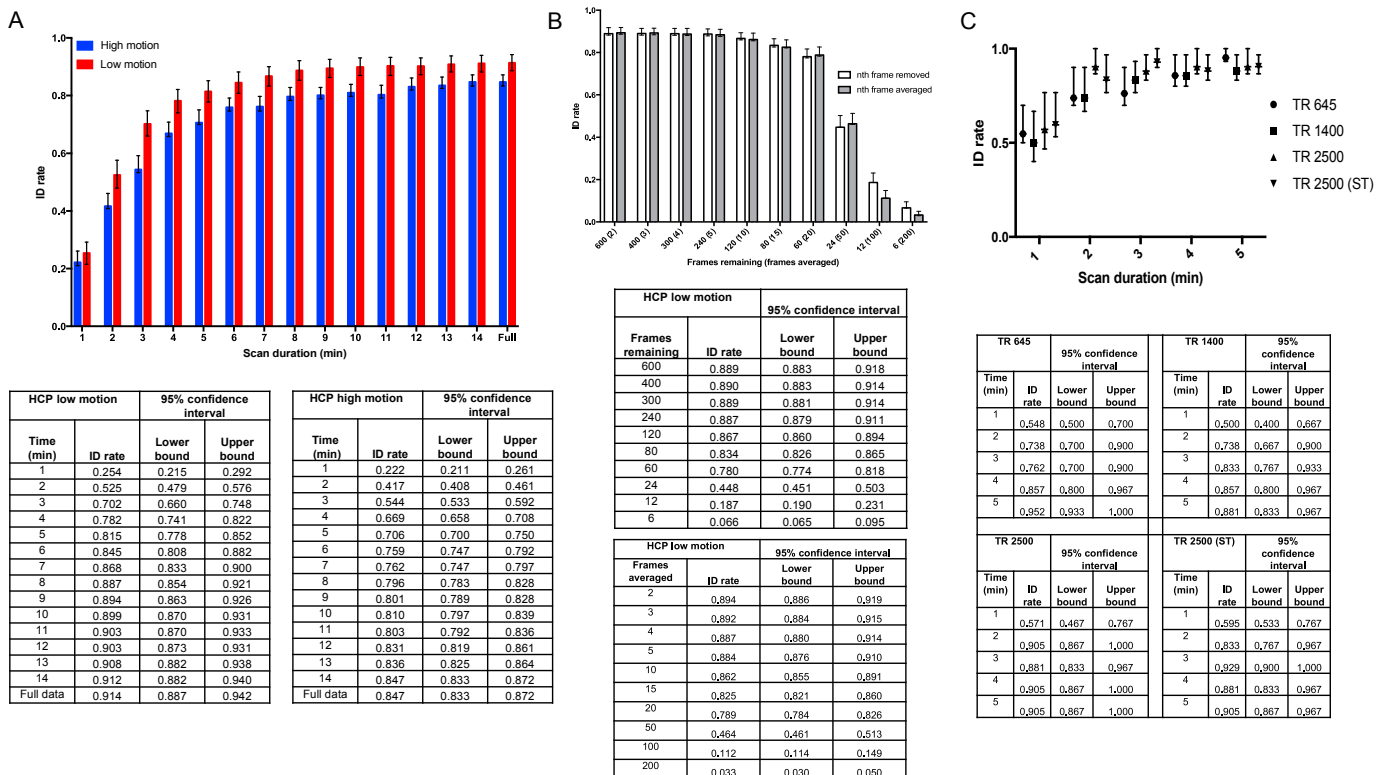 A
High motion
Low motion
ID rate
1.0
0.8
0.6
0.4
0.2
0.0
1 2 3 4 5 6 7 8 9 10 11 12 13 14 Full
Scan duration (min)
HCP low motion 95% confidence interval
Time (min) ID rate Lower bound Upper bound
1 0.254 0.215 0.292
2 0.525 0.479 0.576
3 0.702 0.660 0.748
4 0.782 0.741 0.822
5 0.815 0.778 0.852
6 0.845 0.808 0.882
7 0.868 0.833 0.900
8 0.887 0.854 0.921
9 0.894 0.863 0.926
10 0.899 0.870 0.931
11 0.903 0.870 0.933
12 0.903 0.873 0.931
13 0.908 0.882 0.938
14 0.912 0.882 0.940
Full data 0.914 0.887 0.942
HCP high motion 95% confidence interval
Time (min) ID rate Lower bound Upper bound
1 0.222 0.211 0.261
2 0.417 0.408 0.461
3 0.544 0.533 0.592
4 0.669 0.658 0.708
5 0.706 0.700 0.750
6 0.759 0.747 0.792
7 0.762 0.747 0.797
8 0.796 0.783 0.828
9 0.801 0.789 0.828
10 0.810 0.797 0.839
11 0.803 0.792 0.836
12 0.831 0.819 0.861
13 0.836 0.825 0.864
14 0.847 0.833 0.872
Full data 0.847 0.833 0.872
B
nth frame removed
nth frame averaged
ID rate
1.0
0.8
0.6
0.4
0.2
0.0
600 (2) 400 (3) 300 (4) 240 (5) 120 (10) 80 (15) 60 (20) 24 (50) 12 (100) 6 (200)
Frames remaining (frames averaged)
HCP low motion 95% confidence interval
Frames remaining ID rate Lower bound Upper bound
600 0.889 0.883 0.918
400 0.890 0.883 0.914
300 0.889 0.881 0.914
240 0.887 0.879 0.911
120 0.867 0.860 0.894
80 0.834 0.826 0.865
60 0.780 0.774 0.818
24 0.448 0.451 0.503
12 0.187 0.190 0.231
6 0.066 0.065 0.095
HCP low motion 95% confidence interval
Frames averaged ID rate Lower bound Upper bound
2 0.894 0.886 0.919
3 0.892 0.884 0.915
4 0.887 0.880 0.914
5 0.884 0.876 0.910
10 0.862 0.855 0.891
15 0.825 0.821 0.860
20 0.789 0.784 0.826
50 0.464 0.461 0.513
100 0.112 0.114 0.149
200 0.033 0.030 0.050
C
ID rate
1.0
0.5
0.0
1 2 3 4 5
Scan duration (min)
TR 645
TR 1400
TR 2500
TR 2500 (ST)
TR 645 95% confidence interval
Time (min) ID rate Lower bound Upper bound
1 0.548 0.500 0.700
2 0.738 0.700 0.900
3 0.762 0.700 0.900
4 0.857 0.800 0.967
5 0.952 0.933 1.000
TR 1400 95% confidence interval
Time (min) ID rate Lower bound Upper bound
1 0.500 0.400 0.667
2 0.738 0.667 0.900
3 0.833 0.767 0.933
4 0.857 0.800 0.967
5 0.881 0.833 0.967
TR 2500 95% confidence interval
Time (min) ID rate Lower bound Upper bound
1 0.571 0.467 0.767
2 0.905 0.867 1.000
3 0.881 0.833 0.967
4 0.905 0.867 1.000
5 0.905 0.867 1.000
TR 2500 (ST) 95% confidence interval
Time (min) ID rate Lower bound Upper bound
1 0.595 0.533 0.767
2 0.833 0.767 0.967
3 0.929 0.900 1.000
4 0.881 0.833 0.967
5 0.905 0.867 0.967